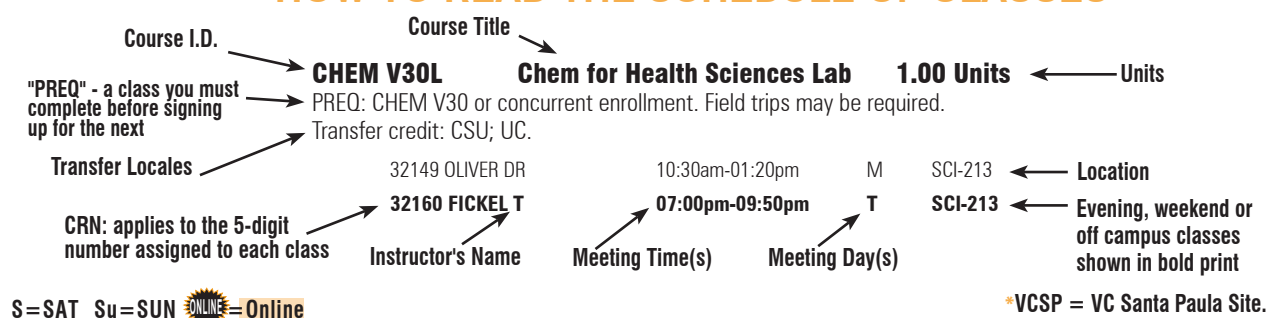 HOW TO READ THE SCHEDULE OF CLASSES
Course I.D.
Course Title
CHEM V30L Chem for Health Sciences Lab 1.00 Units
Units
"PREQ" - a class you must
complete before signing
up for the next
PREQ: CHEM V30 or concurrent enrollment. Field trips may be required.
Transfer credit: CSU; UC.
Transfer Locales
32149 OLIVER DR 10:30am-01:20pm M SCI-213
Location
32160 FICKEL T 07:00pm-09:50pm T SCI-213
Evening, weekend or
off campus classes
shown in bold print
CRN: applies to the 5-digit
number assigned to each class
Instructor's Name
Meeting Time(s)
Meeting Day(s)
S=SAT Su=SUN ONLINE =Online
*VCSP = VC Santa Paula Site.